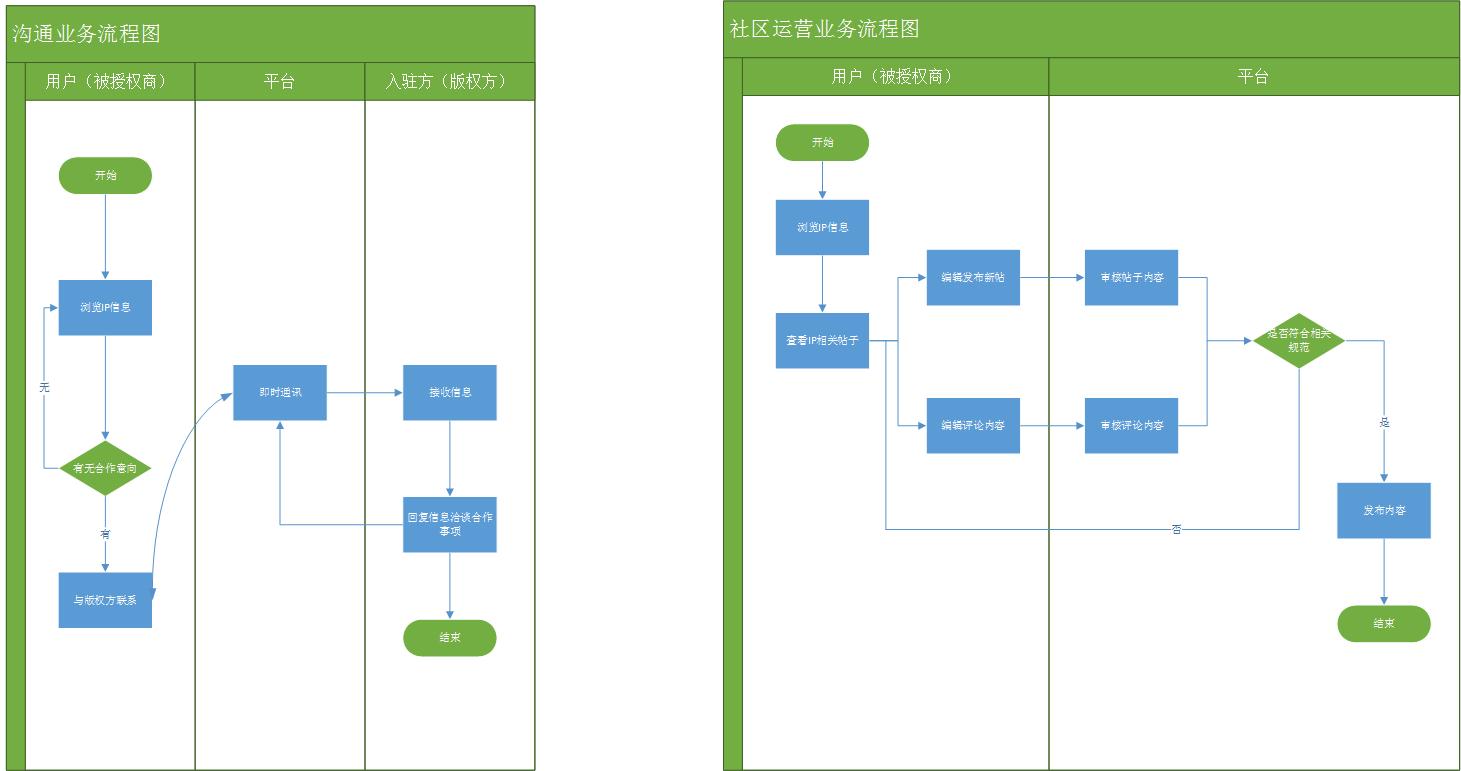 沟通业务流程图
用户（被授权商）
平台
入驻方（版权方）
开始
浏览IP信息
无
即时通讯
接收信息
有无合作意向
有
回复信息洽谈合作
事项
与版权方联系
结束
社区运营业务流程图
用户（被授权商）
平台
开始
浏览IP信息
编辑发布新帖
审核帖子内容
查看IP相关帖子
是否符合相关
规范
编辑评论内容
审核评论内容
是
发布内容
否
结束